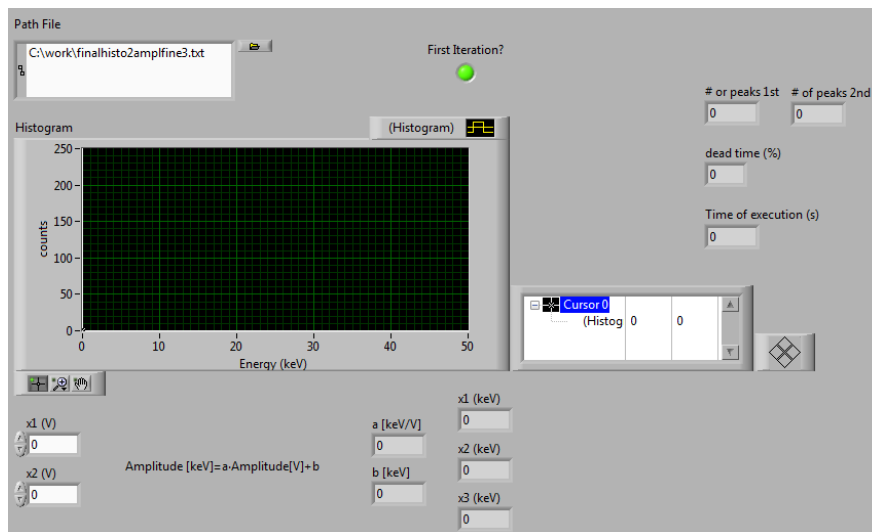 Path File
C:\work\finalhisto2amplfine3.txt
First Iteration?
# or peaks 1st
# of peaks 2nd
0
0
dead time (%)
0
Time of execution (s)
0
Histogram
(Histogram)
250
200
150
100
50
0
counts
0
10
20
30
40
50
Energy (keV)
Cursor 0
(Histog
0
0
x1 (V)
0
x2 (V)
0
Amplitude [keV]=a·Amplitude[V]+b
a [keV/V]
0
b [keV]
0
x1 (keV)
0
x2 (keV)
0
x3 (keV)
0